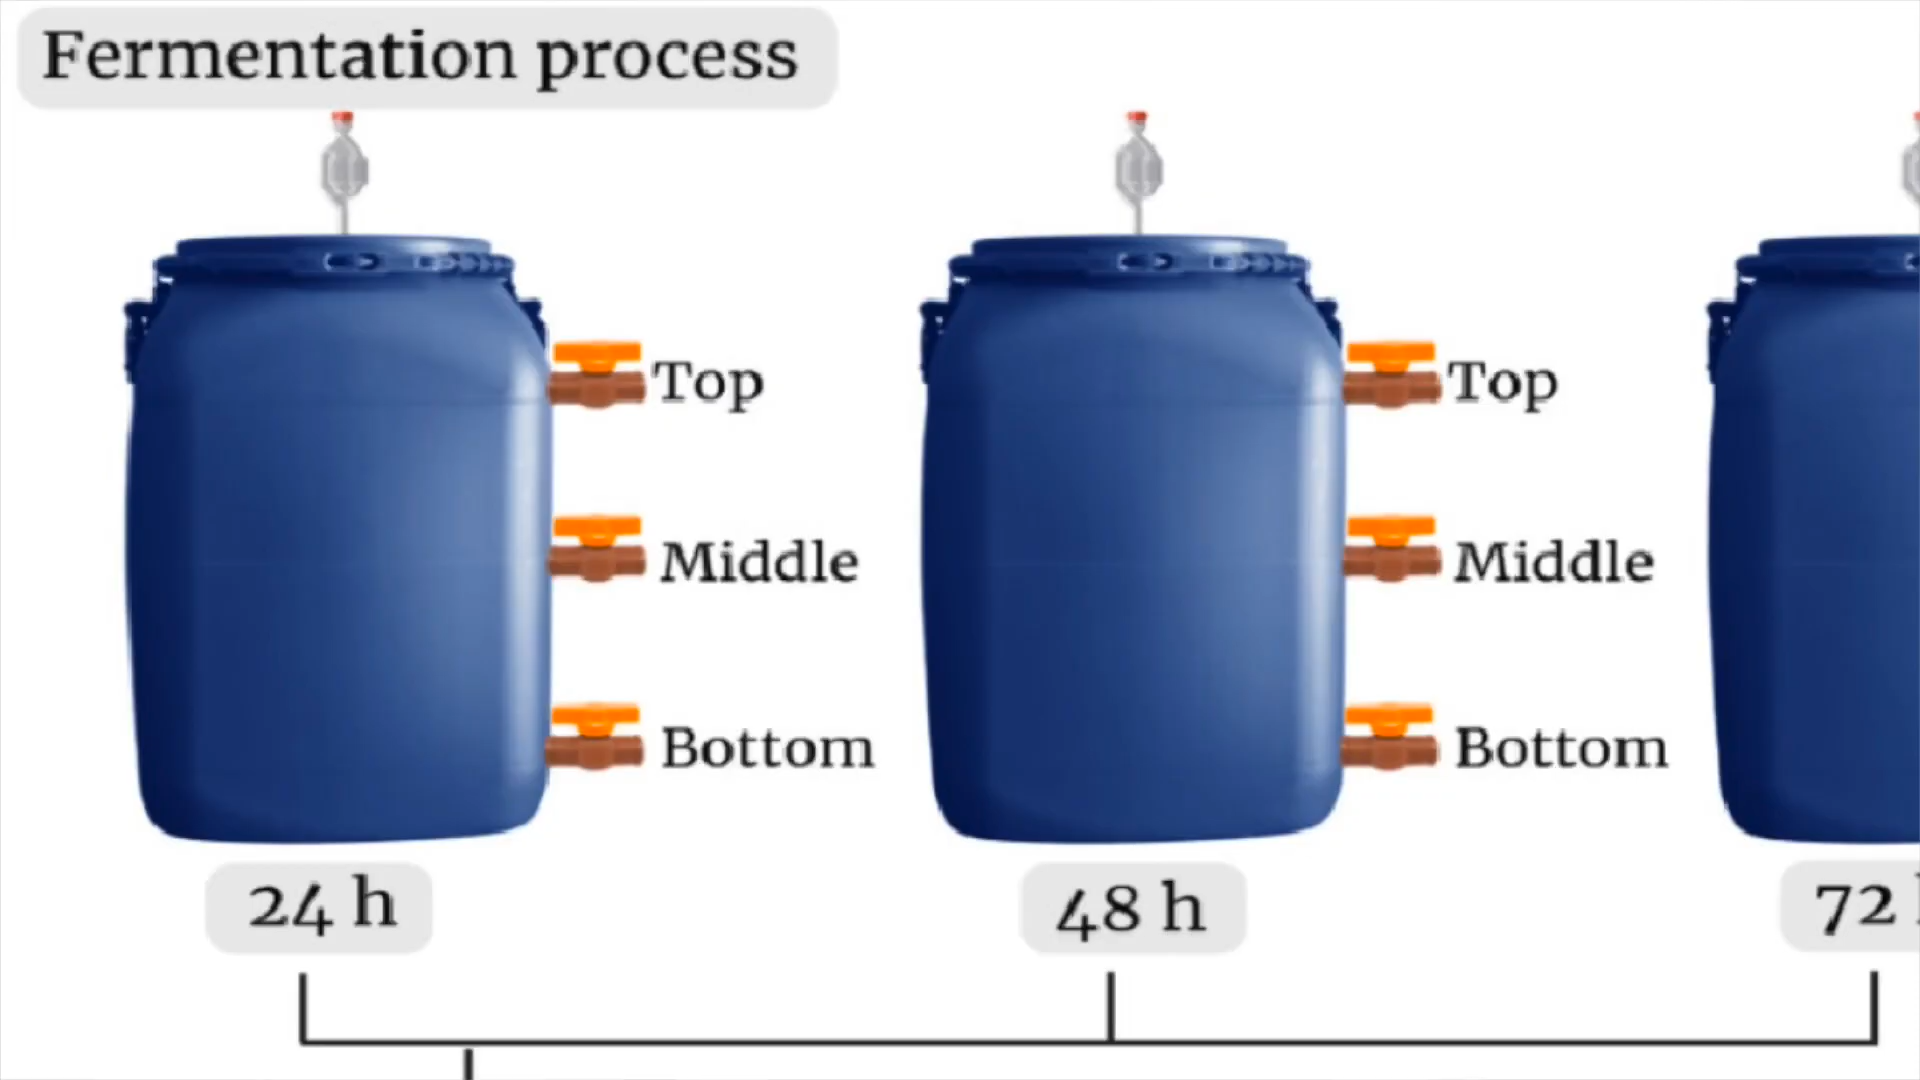 Fermentation process
Top
Top
Middle
Middle
Bottom
Bottom
24 h
48 h
72